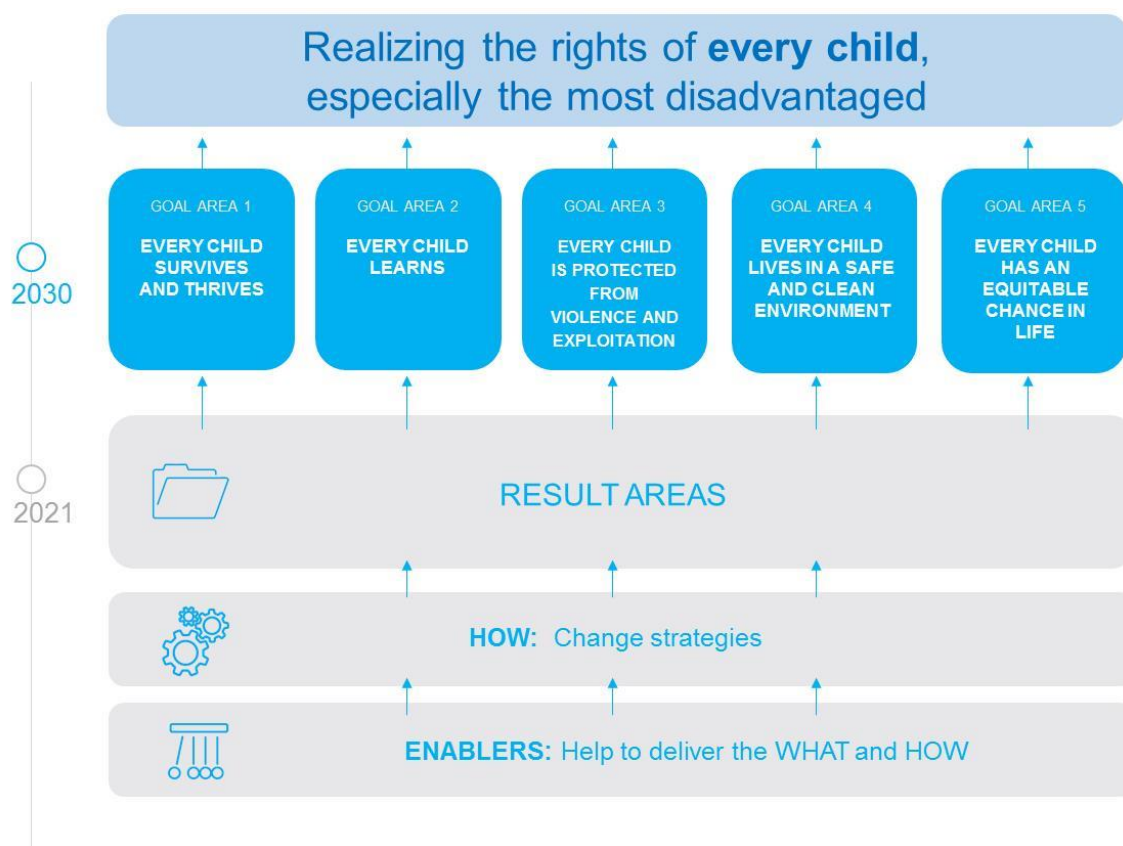 Realizing the rights of every child,
especially the most disadvantaged
GOAL AREA 1
EVERY CHILD
SURVIVES
AND THRIVES
GOAL AREA 2
EVERY CHILD
LEARNS
GOAL AREA 3
EVERY CHILD
IS PROTECTED
FROM
VIOLENCE AND
EXPLOITATION
GOAL AREA 4
EVERY CHILD
LIVES IN A SAFE
AND CLEAN
ENVIRONMENT
GOAL AREA 5
EVERY CHILD
HAS AN
EQUITABLE
CHANCE IN
LIFE
2030
RESULT AREAS
2021
HOW: Change strategies
ENABLERS: Help to deliver the WHAT and HOW